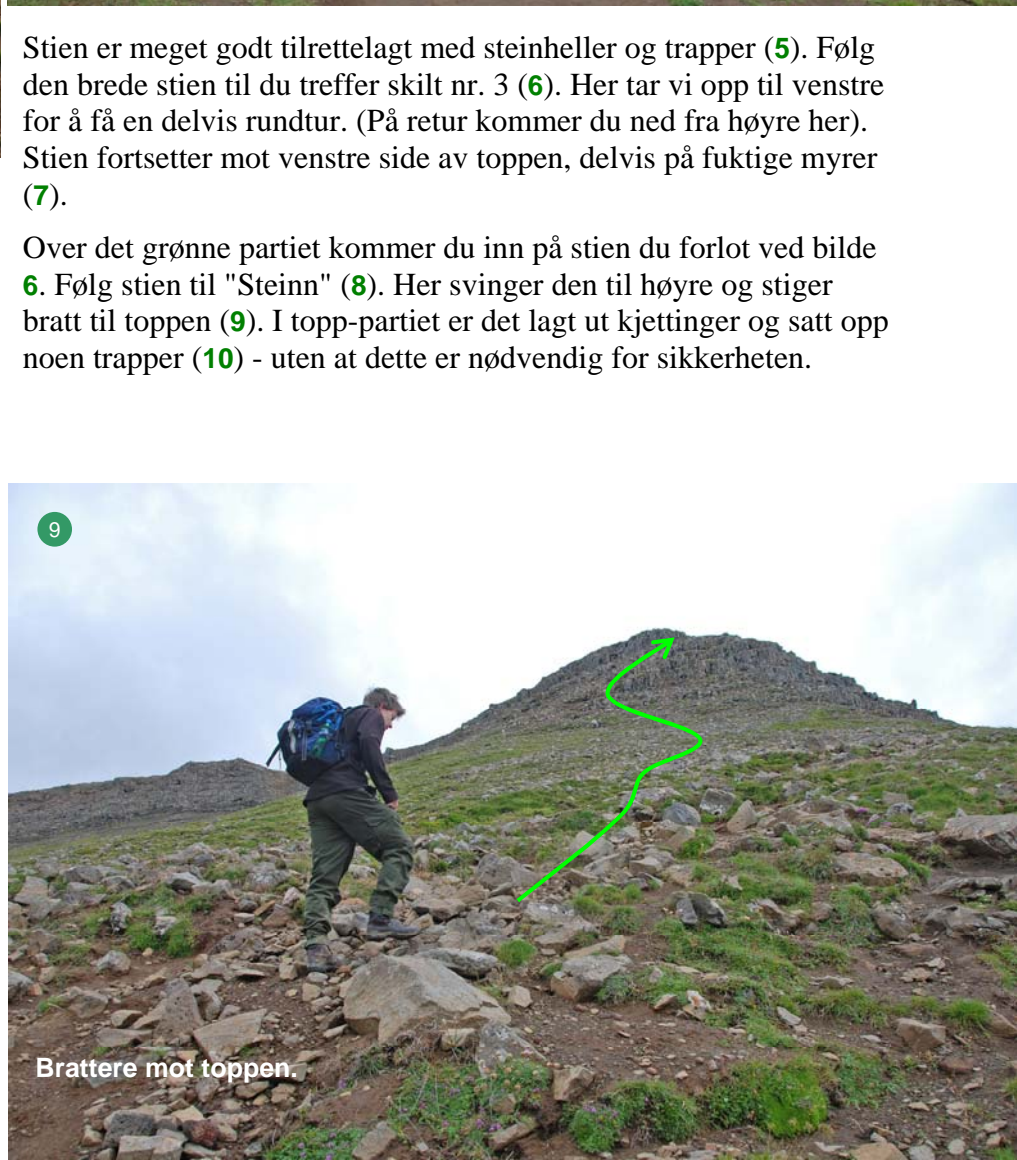 Stien er meget godt tilrettelagt med steinheller og trapper (5). Følg
den brede stien til du treffer skilt nr. 3 (6). Her tar vi opp til venstre
for å få en delvis rundtur. (På retur kommer du ned fra høyre her).
Stien fortsetter mot venstre side av toppen, delvis på fuktige myrer
(7).
Over det grønne partiet kommer du inn på stien du forlot ved bilde
6. Følg stien til "Steinn" (8). Her svinger den til høyre og stiger
bratt til toppen (9). I topp-partiet er det lagt ut kjettinger og satt opp
noen trapper (10) - uten at dette er nødvendig for sikkerheten.
9
Brattere mot toppen.